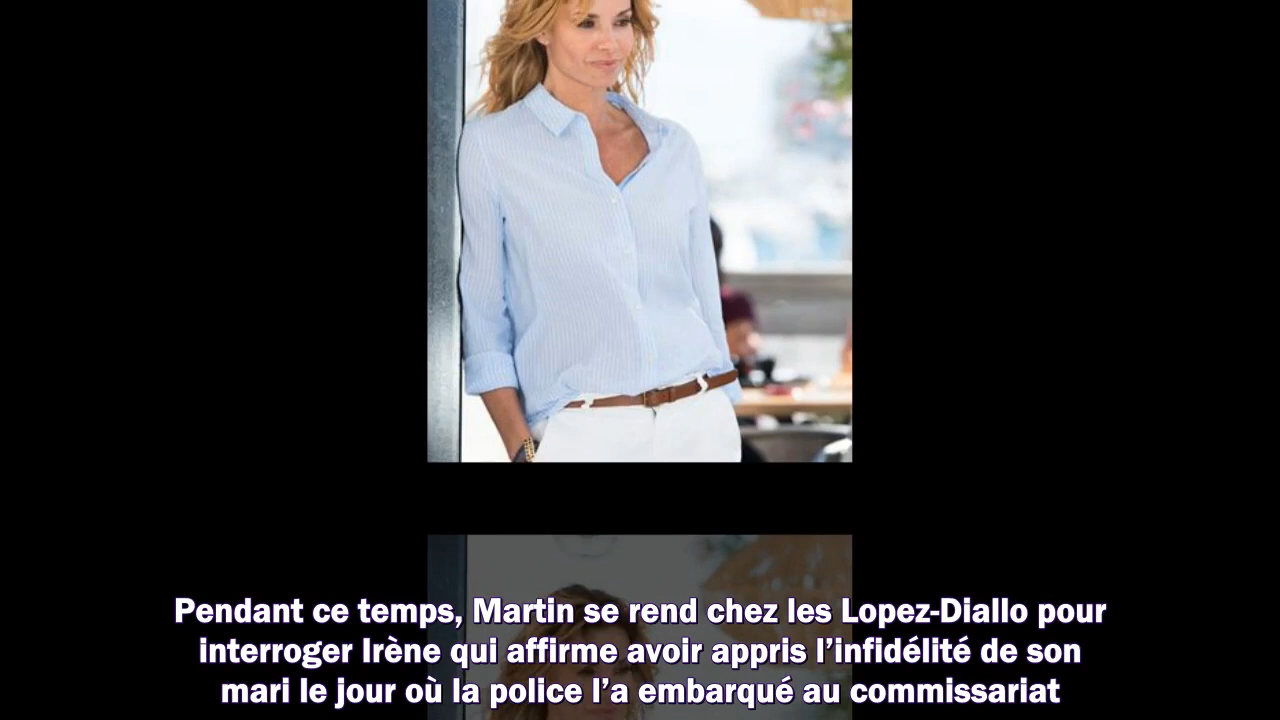 Pendant ce temps, Martin se rend chez les Lopez-Diallo pour
interroger Irène qui affirme avoir appris l’infidélité de son
mari le jour où la police l’a embarqué au commissariat